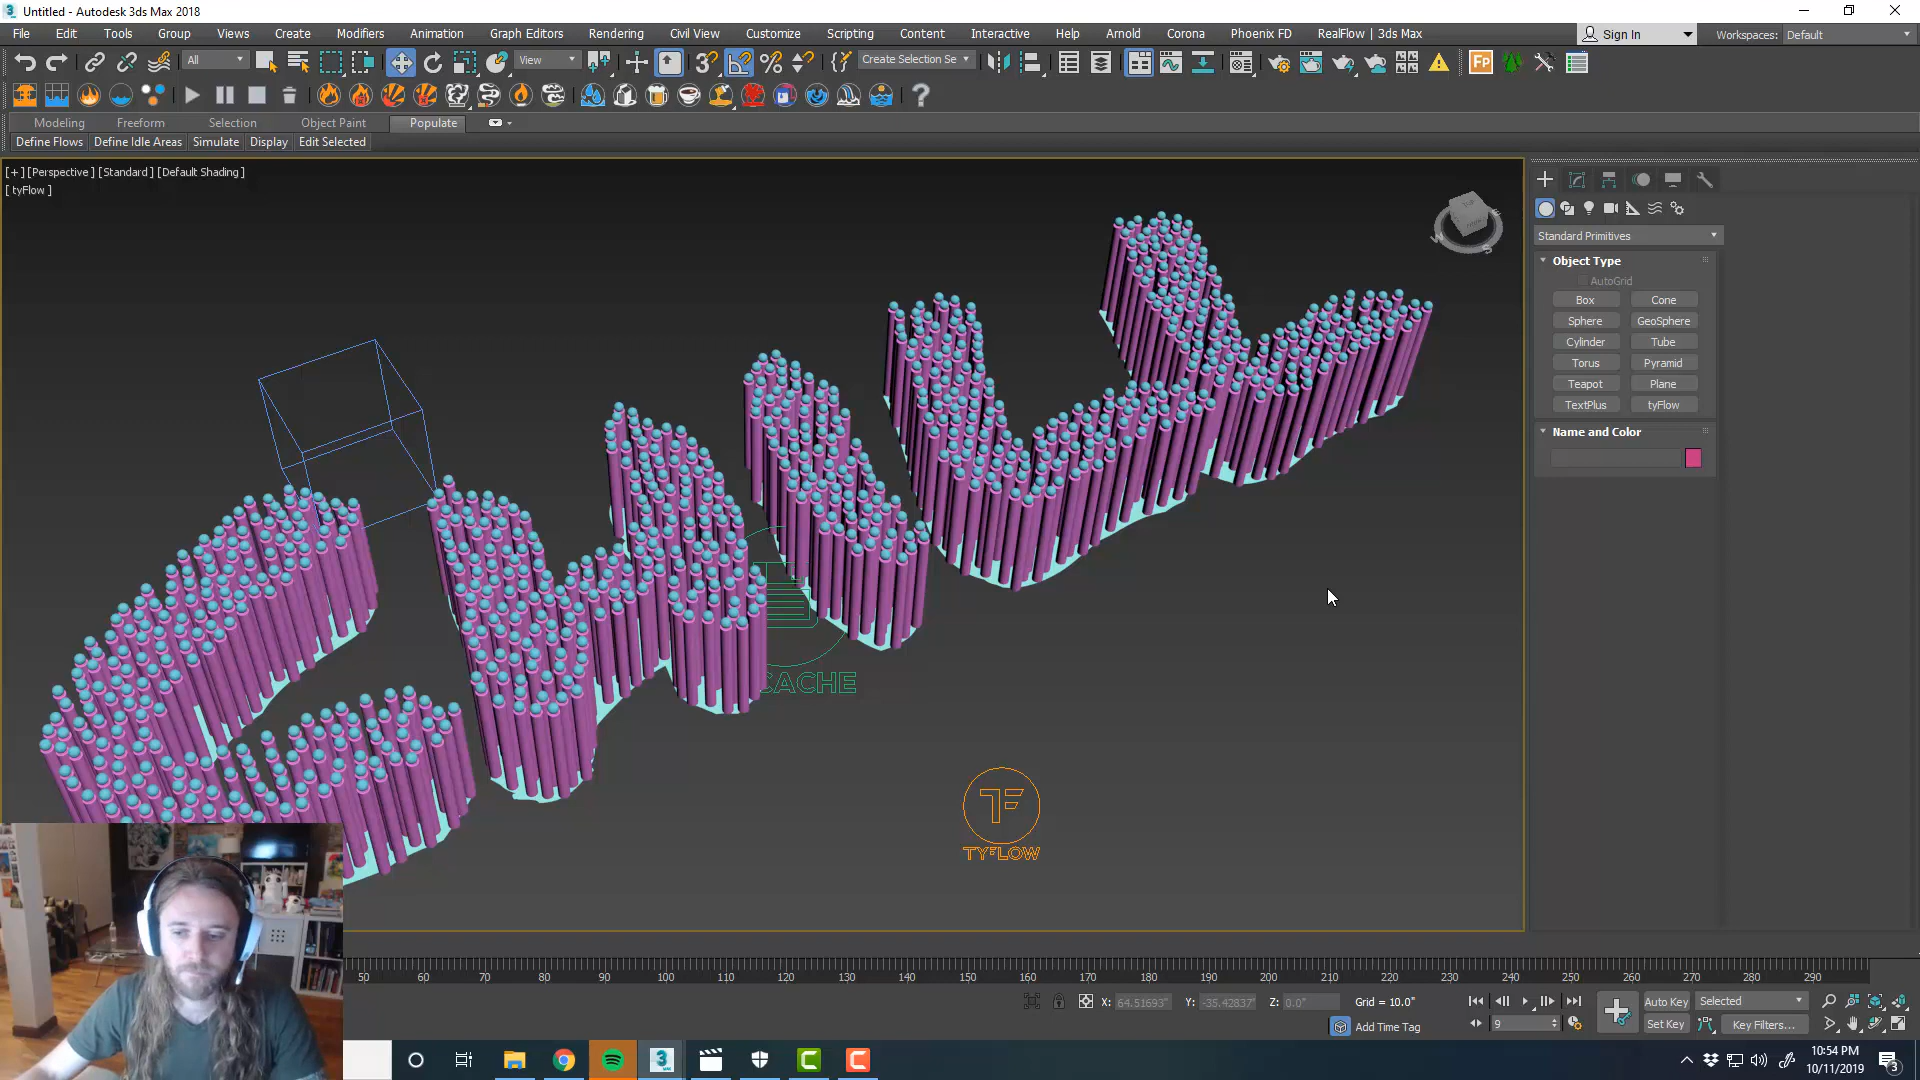 Untitled - Autodesk 3ds Max 2018
File Edit Tools Group Views Create Modifiers Animation Graph Editors Rendering Civil View Customize Scripting Content Interactive Help Arnold Corona Phoenix FD RealFlow | 3ds Max Sign In Workspaces: Default
All View Create Selection Se
Modeling Freeform Selection Object Paint Populate
Define Flows Define Idle Areas Simulate Display Edit Selected
[+] [Perspective ] [Standard ] [Default Shading ]
[ tyFlow ]
Standard Primitives
Object Type
AutoGrid
Box Cone
Sphere GeoSphere
Cylinder Tube
Torus Pyramid
Teapot Plane
TextPlus tyFlow
Name and Color
CACHE
TF
TYFLOW
50 60 70 80 90 100 110 120 130 140 150 160 170 180 190 200 210 220 230 240 250 260 270 280 290
X: 64.51693" Y: -35.42837" Z: 0.0" Grid = 10.0"
Add Time Tag
9
Auto Key Selected
Set Key Key Filters...
10:54 PM
10/11/2019
3